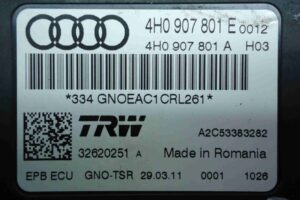 4H0 907 801 E 0012
4H0 907 801 A H03
*334 GNOEAC1CRL261*
TRW A2C53383282
32620251 A Made in Romania
EPB ECU GNO-TSR 29.03.11 0001 1026